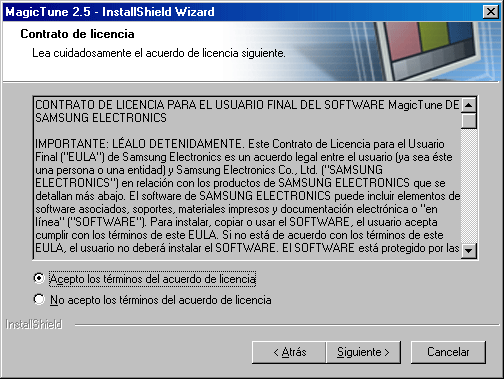 MagicTune 2.5 - InstallShield Wizard
Contrato de licencia
Lea cuidadosamente el acuerdo de licencia siguiente.
CONTRATO DE LICENCIA PARA EL USUARIO FINAL DEL SOFTWARE MagicTune DE
SAMSUNG ELECTRONICS
IMPORTANTE: LÉALO DETENIDAMENTE. Este Contrato de Licencia para el Usuario
Final ("EULA") de Samsung Electronics es un acuerdo legal entre el usuario (ya sea éste
una persona o una entidad) y Samsung Electronics Co., Ltd. ("SAMSUNG
ELECTRONICS") en relación con los productos de SAMSUNG ELECTRONICS que se
detallan más abajo. El software de SAMSUNG ELECTRONICS puede incluir elementos de
software asociados, soportes, materiales impresos y documentación electrónica o "en
línea" ("SOFTWARE"). Para instalar, copiar o usar el SOFTWARE, el usuario acepta
cumplir con los términos de este EULA. Si no está de acuerdo con los términos de este
EULA, el usuario no deberá instalar el SOFTWARE. El SOFTWARE está protegido por las
Acepto los términos del acuerdo de licencia
No acepto los términos del acuerdo de licencia
InstallShield
< Atrás Siguiente > Cancelar